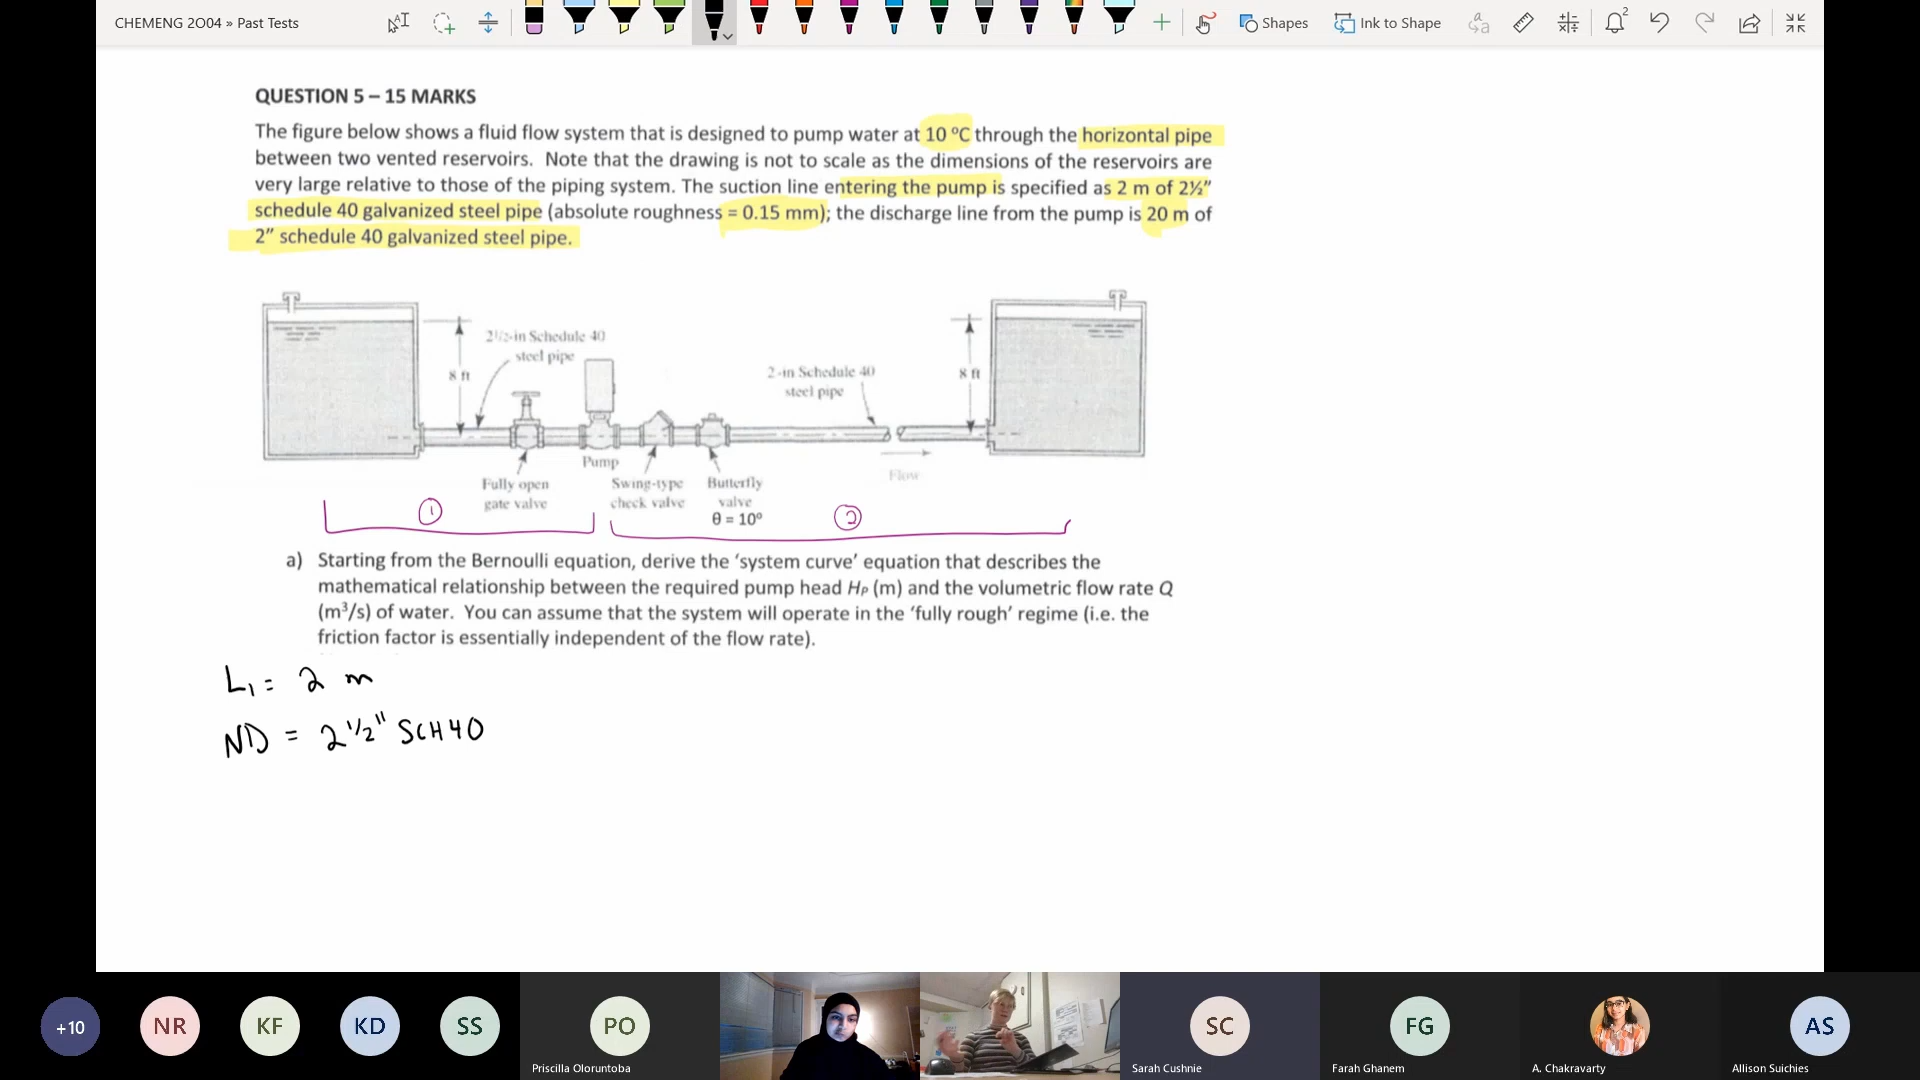 CHEMENG 2O04 » Past Tests
Shapes
Ink to Shape
2
QUESTION 5 – 15 MARKS
The figure below shows a fluid flow system that is designed to pump water at 10 ºC through the horizontal pipe
between two vented reservoirs. Note that the drawing is not to scale as the dimensions of the reservoirs are
very large relative to those of the piping system. The suction line entering the pump is specified as 2 m of 2½”
schedule 40 galvanized steel pipe (absolute roughness = 0.15 mm); the discharge line from the pump is 20 m of
2” schedule 40 galvanized steel pipe.
2½-in Schedule 40
steel pipe
8 ft
2-in Schedule 40
steel pipe
8 ft
Pump
Flow
Fully open
gate valve
Swing-type
check valve
Butterfly
valve
θ = 10º
1
2
a) Starting from the Bernoulli equation, derive the ‘system curve’ equation that describes the
mathematical relationship between the required pump head HP (m) and the volumetric flow rate Q
(m³/s) of water. You can assume that the system will operate in the ‘fully rough’ regime (i.e. the
friction factor is essentially independent of the flow rate).
L1 = 2 m
ND = 2 1/2" SCH40
+10
NR
KF
KD
SS
PO
SC
FG
AS
Priscilla Oloruntoba
Sarah Cushnie
Farah Ghanem
A. Chakravarty
Allison Suichies